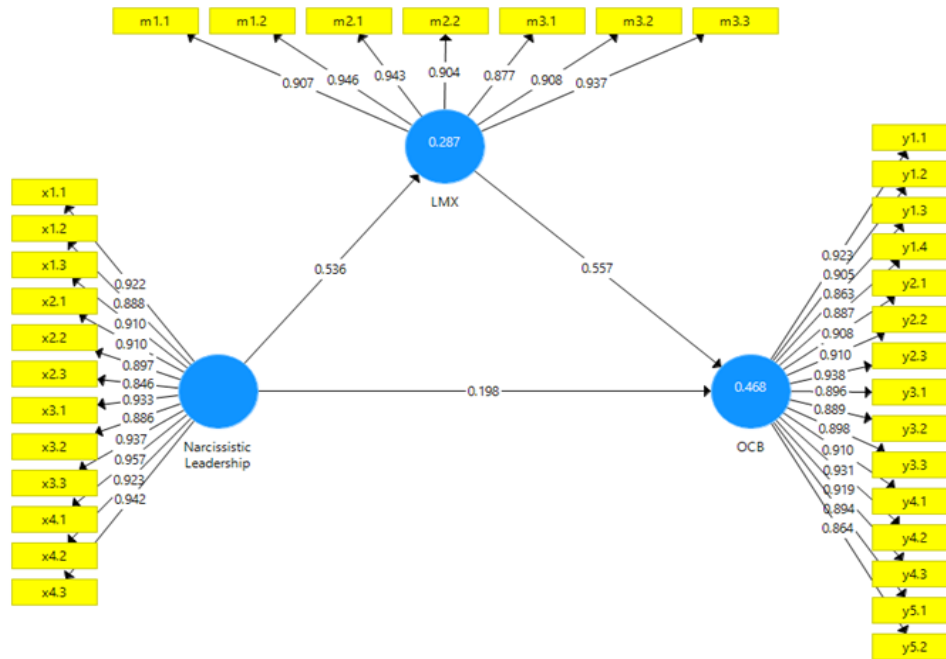 m1.1
m1.2
m2.1
m2.2
m3.1
m3.2
m3.3
0.907
0.946
0.943
0.904
0.877
0.908
0.937
0.287
LMX
x1.1
x1.2
x1.3
x2.1
x2.2
x2.3
x3.1
x3.2
x3.3
x4.1
x4.2
x4.3
0.922
0.888
0.910
0.910
0.897
0.846
0.933
0.886
0.937
0.957
0.923
0.942
Narcissistic
Leadership
0.536
0.557
0.198
0.468
OCB
0.923
0.905
0.863
0.887
0.908
0.910
0.938
0.896
0.889
0.898
0.910
0.931
0.919
0.894
0.864
y1.1
y1.2
y1.3
y1.4
y2.1
y2.2
y2.3
y3.1
y3.2
y3.3
y4.1
y4.2
y4.3
y5.1
y5.2